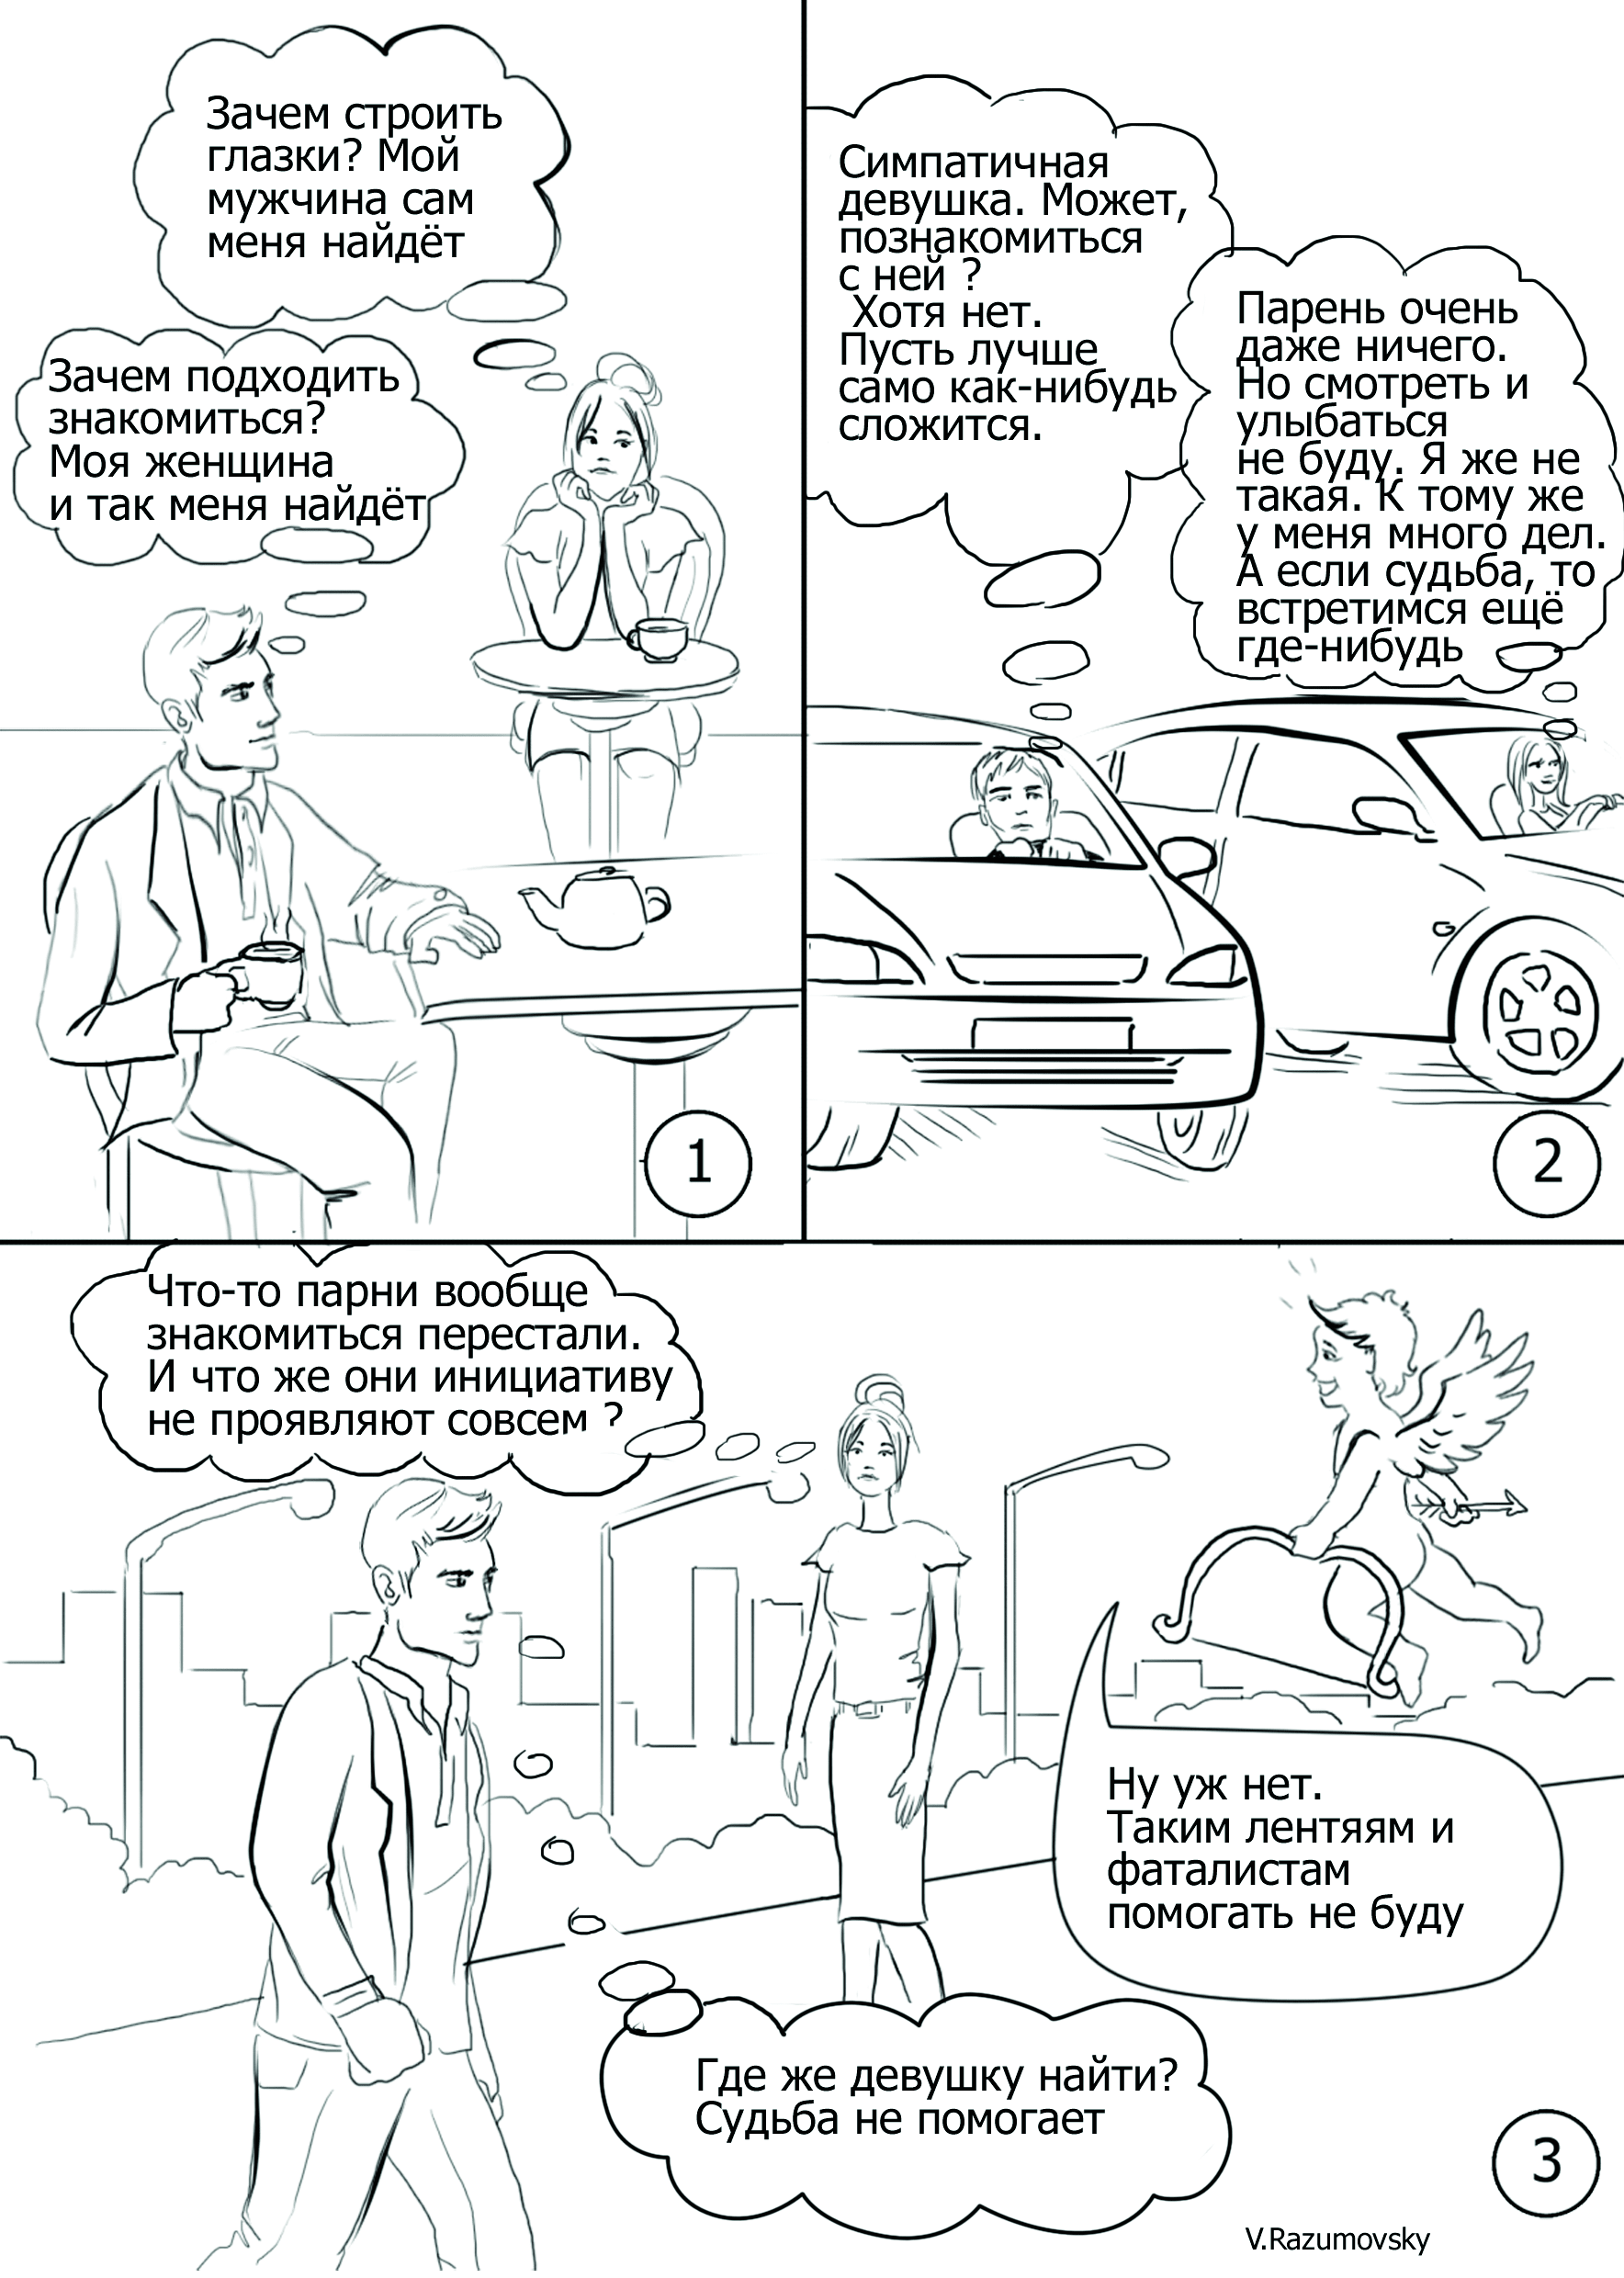 Зачем строить
глазки? Мой
мужчина сам
меня найдёт
Зачем подходить
знакомиться?
Моя женщина
и так меня найдёт
1
Симпатичная
девушка. Может,
познакомиться
с ней ?
Хотя нет.
Пусть лучше
само как-нибудь
сложится.
Парень очень
даже ничего.
Но смотреть и
улыбаться
не буду. Я же не
такая. К тому же
у меня много дел.
А если судьба, то
встретимся ещё
где-нибудь
2
Что-то парни вообще
знакомиться перестали.
И что же они инициативу
не проявляют совсем ?
Ну уж нет.
Таким лентяям и
фаталистам
помогать не буду
Где же девушку найти?
Судьба не помогает
3
V.Razumovsky